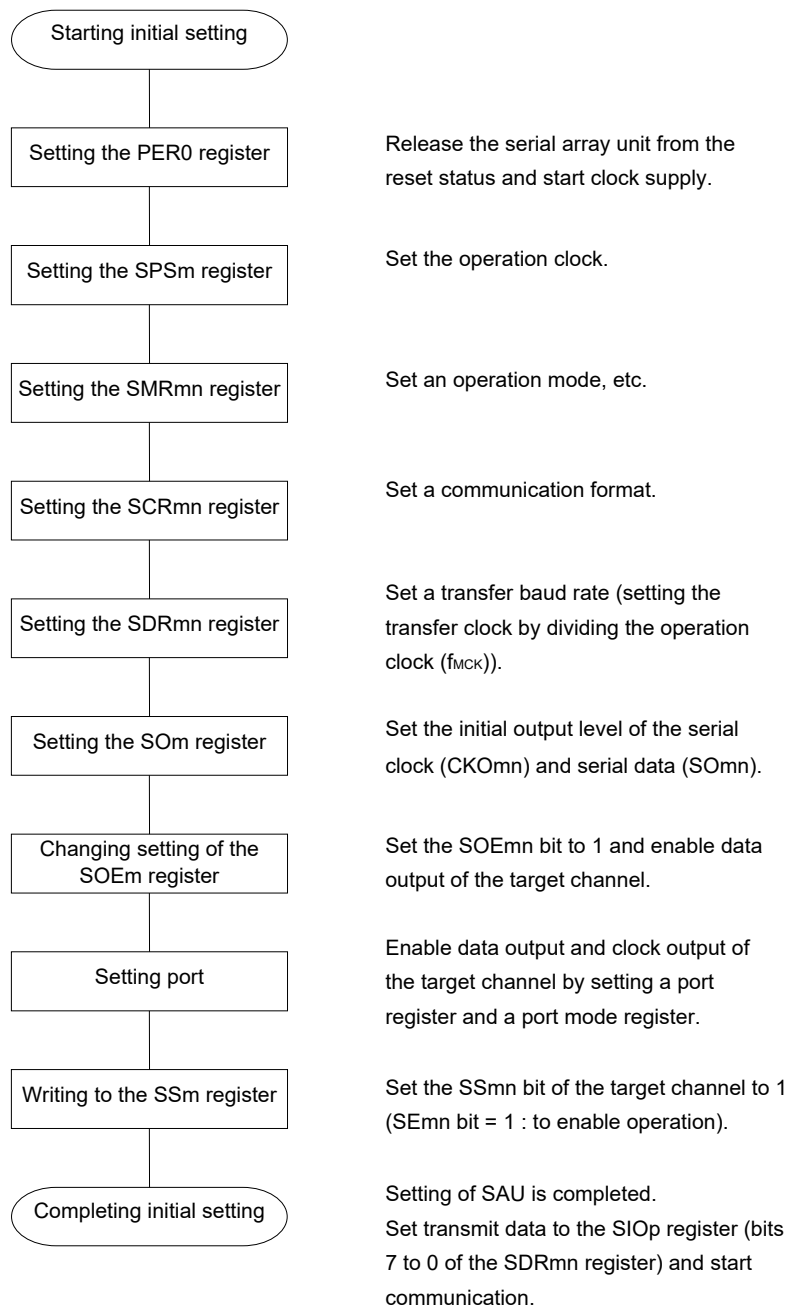 Starting initial setting
Setting the PER0 register
Release the serial array unit from the
reset status and start clock supply.
Setting the SPSm register
Set the operation clock.
Setting the SMRmn register
Set an operation mode, etc.
Setting the SCRmn register
Set a communication format.
Setting the SDRmn register
Set a transfer baud rate (setting the
transfer clock by dividing the operation
clock (fMCK)).
Setting the SOm register
Set the initial output level of the serial
clock (CKOmn) and serial data (SOmn).
Changing setting of the
SOEm register
Set the SOEmn bit to 1 and enable data
output of the target channel.
Setting port
Enable data output and clock output of
the target channel by setting a port
register and a port mode register.
Writing to the SSm register
Set the SSmn bit of the target channel to 1
(SEmn bit = 1 : to enable operation).
Completing initial setting
Setting of SAU is completed.
Set transmit data to the SIOp register (bits
7 to 0 of the SDRmn register) and start
communication.